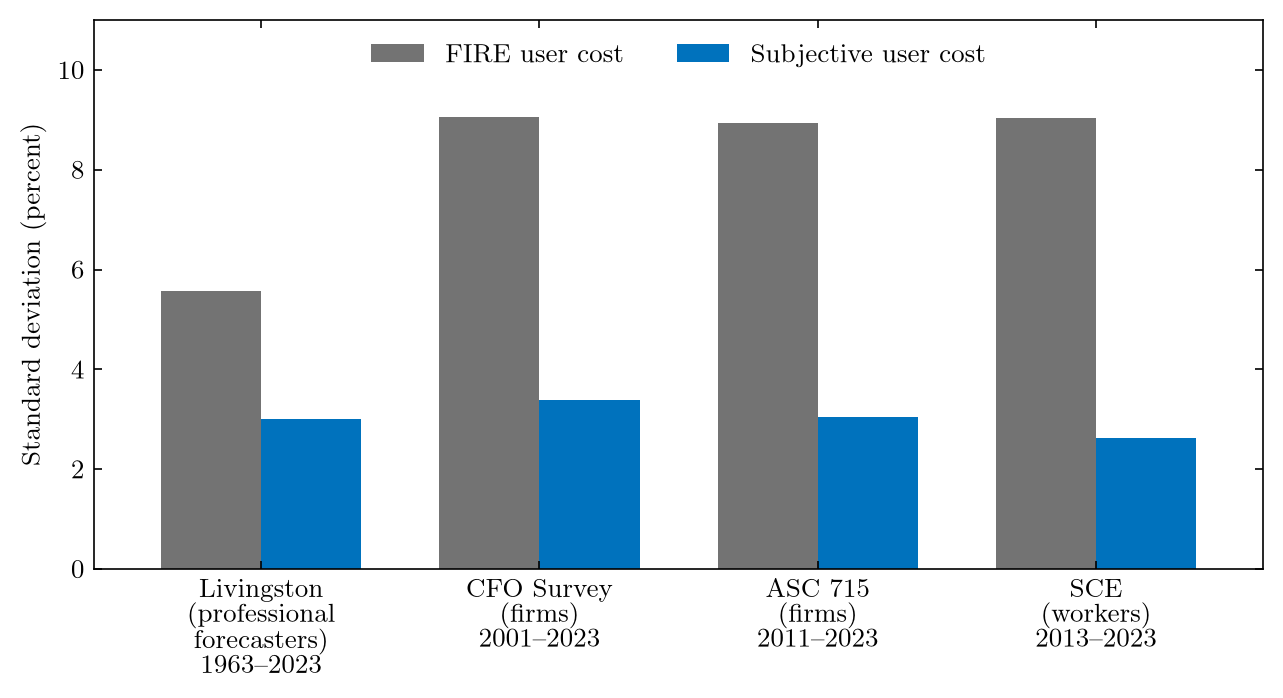 FIRE user cost
Subjective user cost
Standard deviation (percent)
10
8
6
4
2
0
Livingston
(professional
forecasters)
1963–2023
CFO Survey
(firms)
2001–2023
ASC 715
(firms)
2011–2023
SCE
(workers)
2013–2023